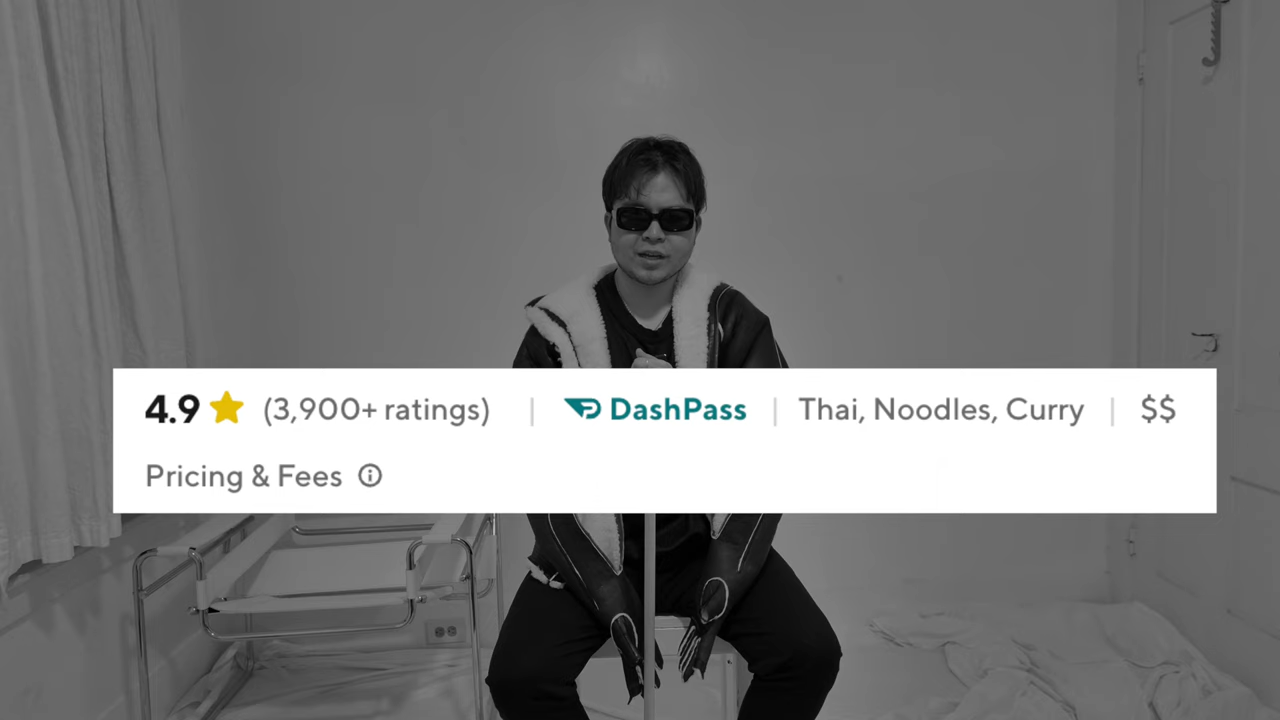 4.9 ★ (3,900+ ratings) | DashPass | Thai, Noodles, Curry | $$
Pricing & Fees ⓘ